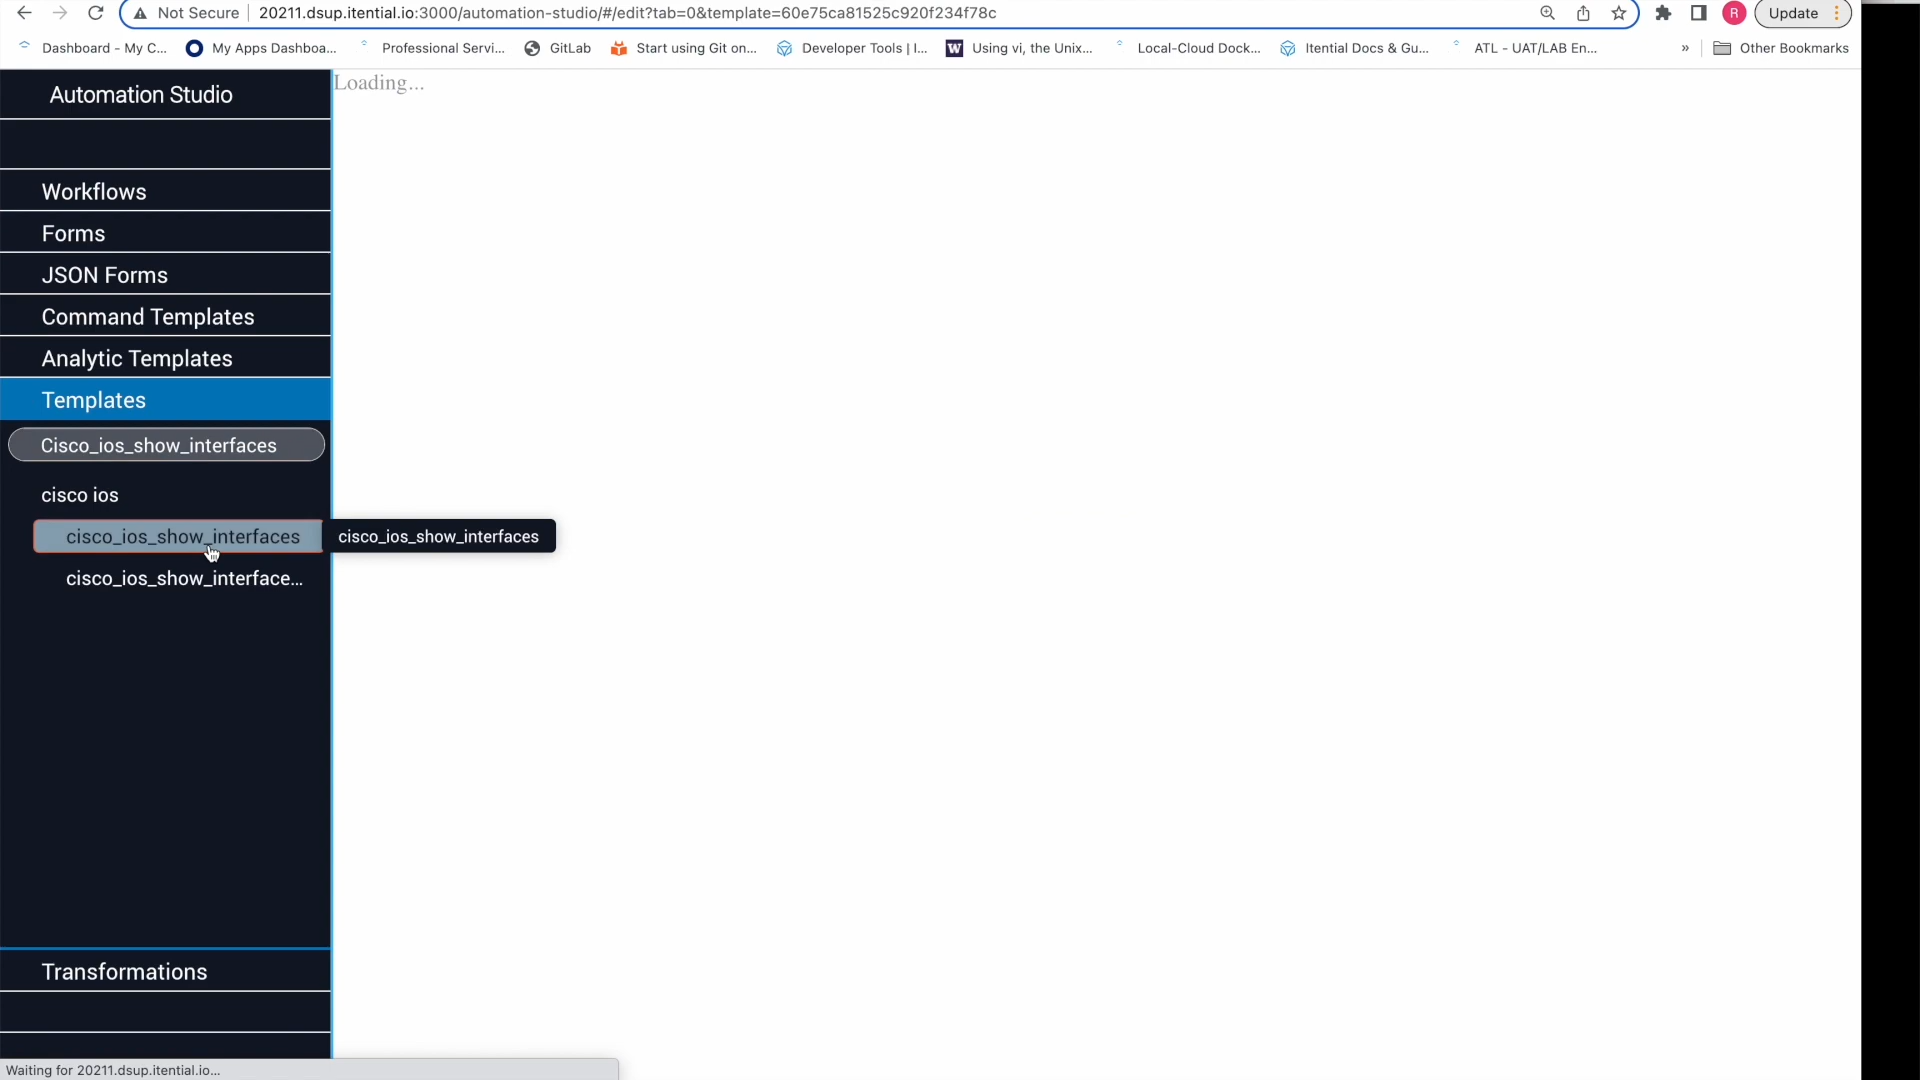 Not Secure 20211.dsup.itential.io:3000/automation-studio/#/edit?tab=0&template=60e75ca81525c920f234f78c R Update
Dashboard - My C... My Apps Dashboa... Professional Servi... GitLab Start using Git on... Developer Tools | I... W Using vi, the Unix... Local-Cloud Dock... Itential Docs & Gu... ATL - UAT/LAB En... » Other Bookmarks
Automation Studio
Loading...
Workflows
Forms
JSON Forms
Command Templates
Analytic Templates
Templates
Cisco_ios_show_interfaces
cisco ios
cisco_ios_show_interfaces cisco_ios_show_interfaces
cisco_ios_show_interface...
Transformations
Waiting for 20211.dsup.itential.io...